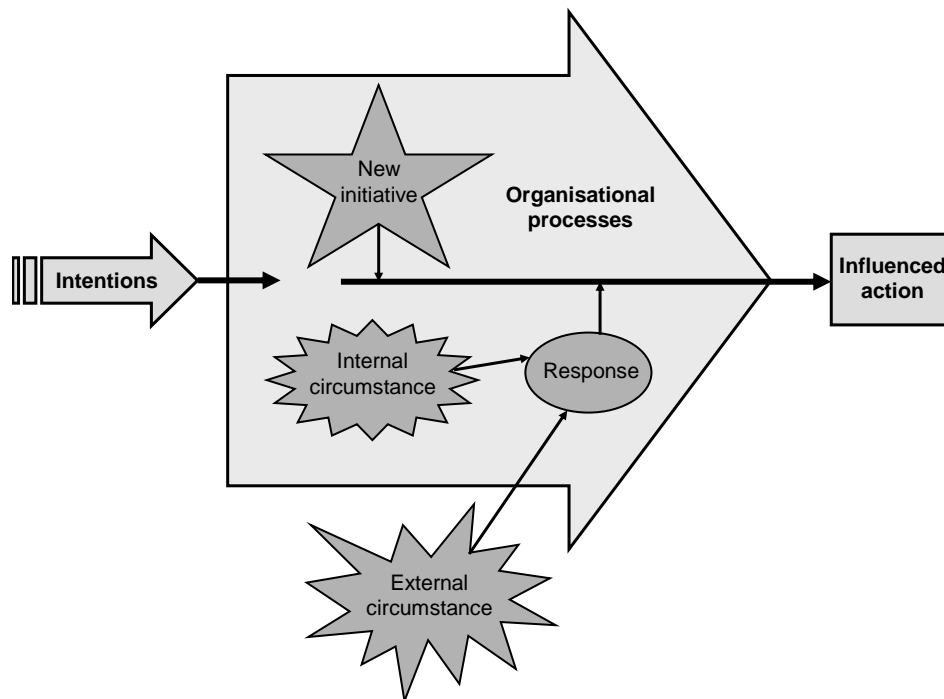 New
initiative
Organisational
processes
Intentions
Influenced
action
Internal
circumstance
Response
External
circumstance